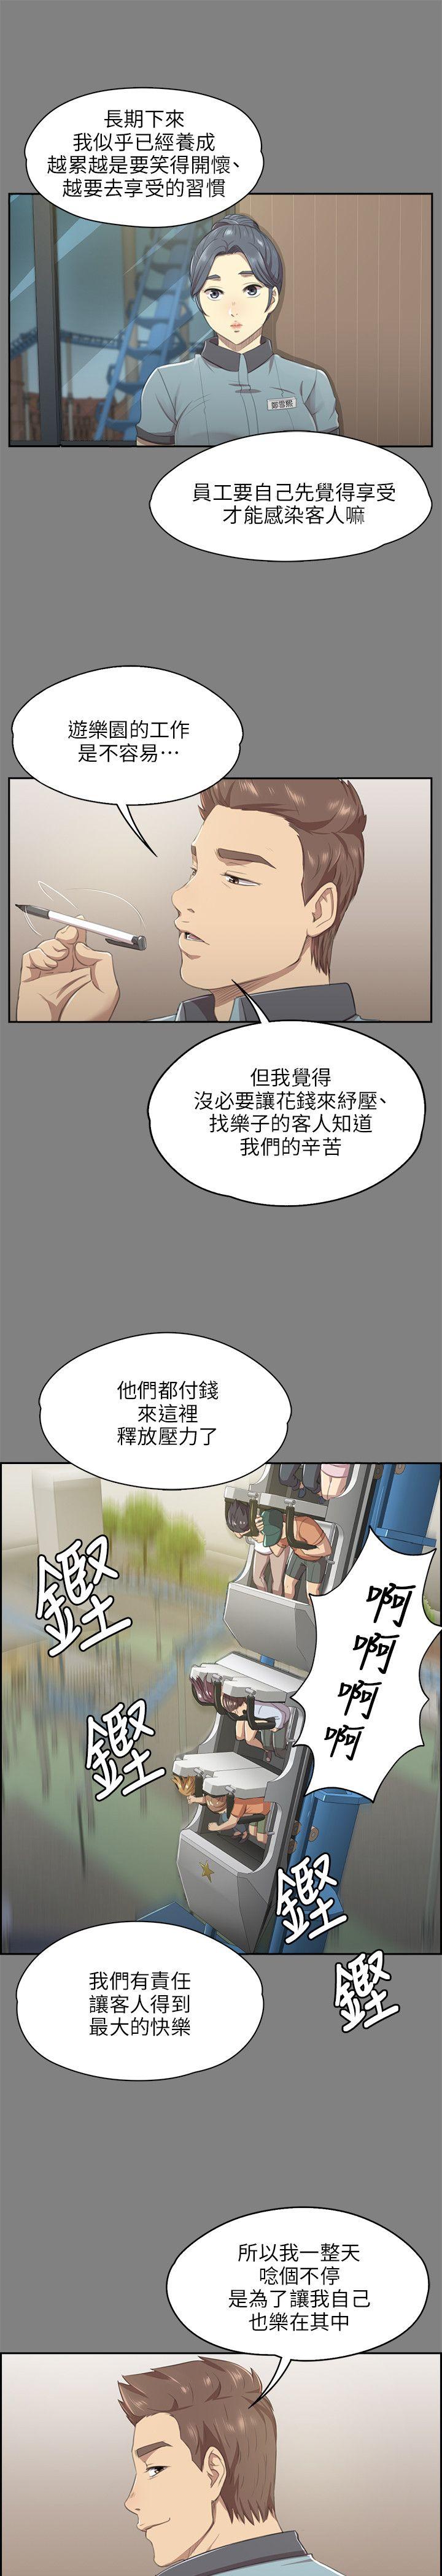 長期下來
我似乎已經養成
越累越是要笑得開懷、
越要去享受的習慣
員工要自己先覺得享受
才能感染客人嘛
遊樂園的工作
是不容易…
但我覺得
沒必要讓花錢來紓壓、
找樂子的客人知道
我們的辛苦
他們都付錢
來這裡
釋放壓力了
鏗
啊
啊
啊
啊
鏗
鏗
鏗
我們有責任
讓客人得到
最大的快樂
所以我一整天
唸個不停
是為了讓我自己
也樂在其中